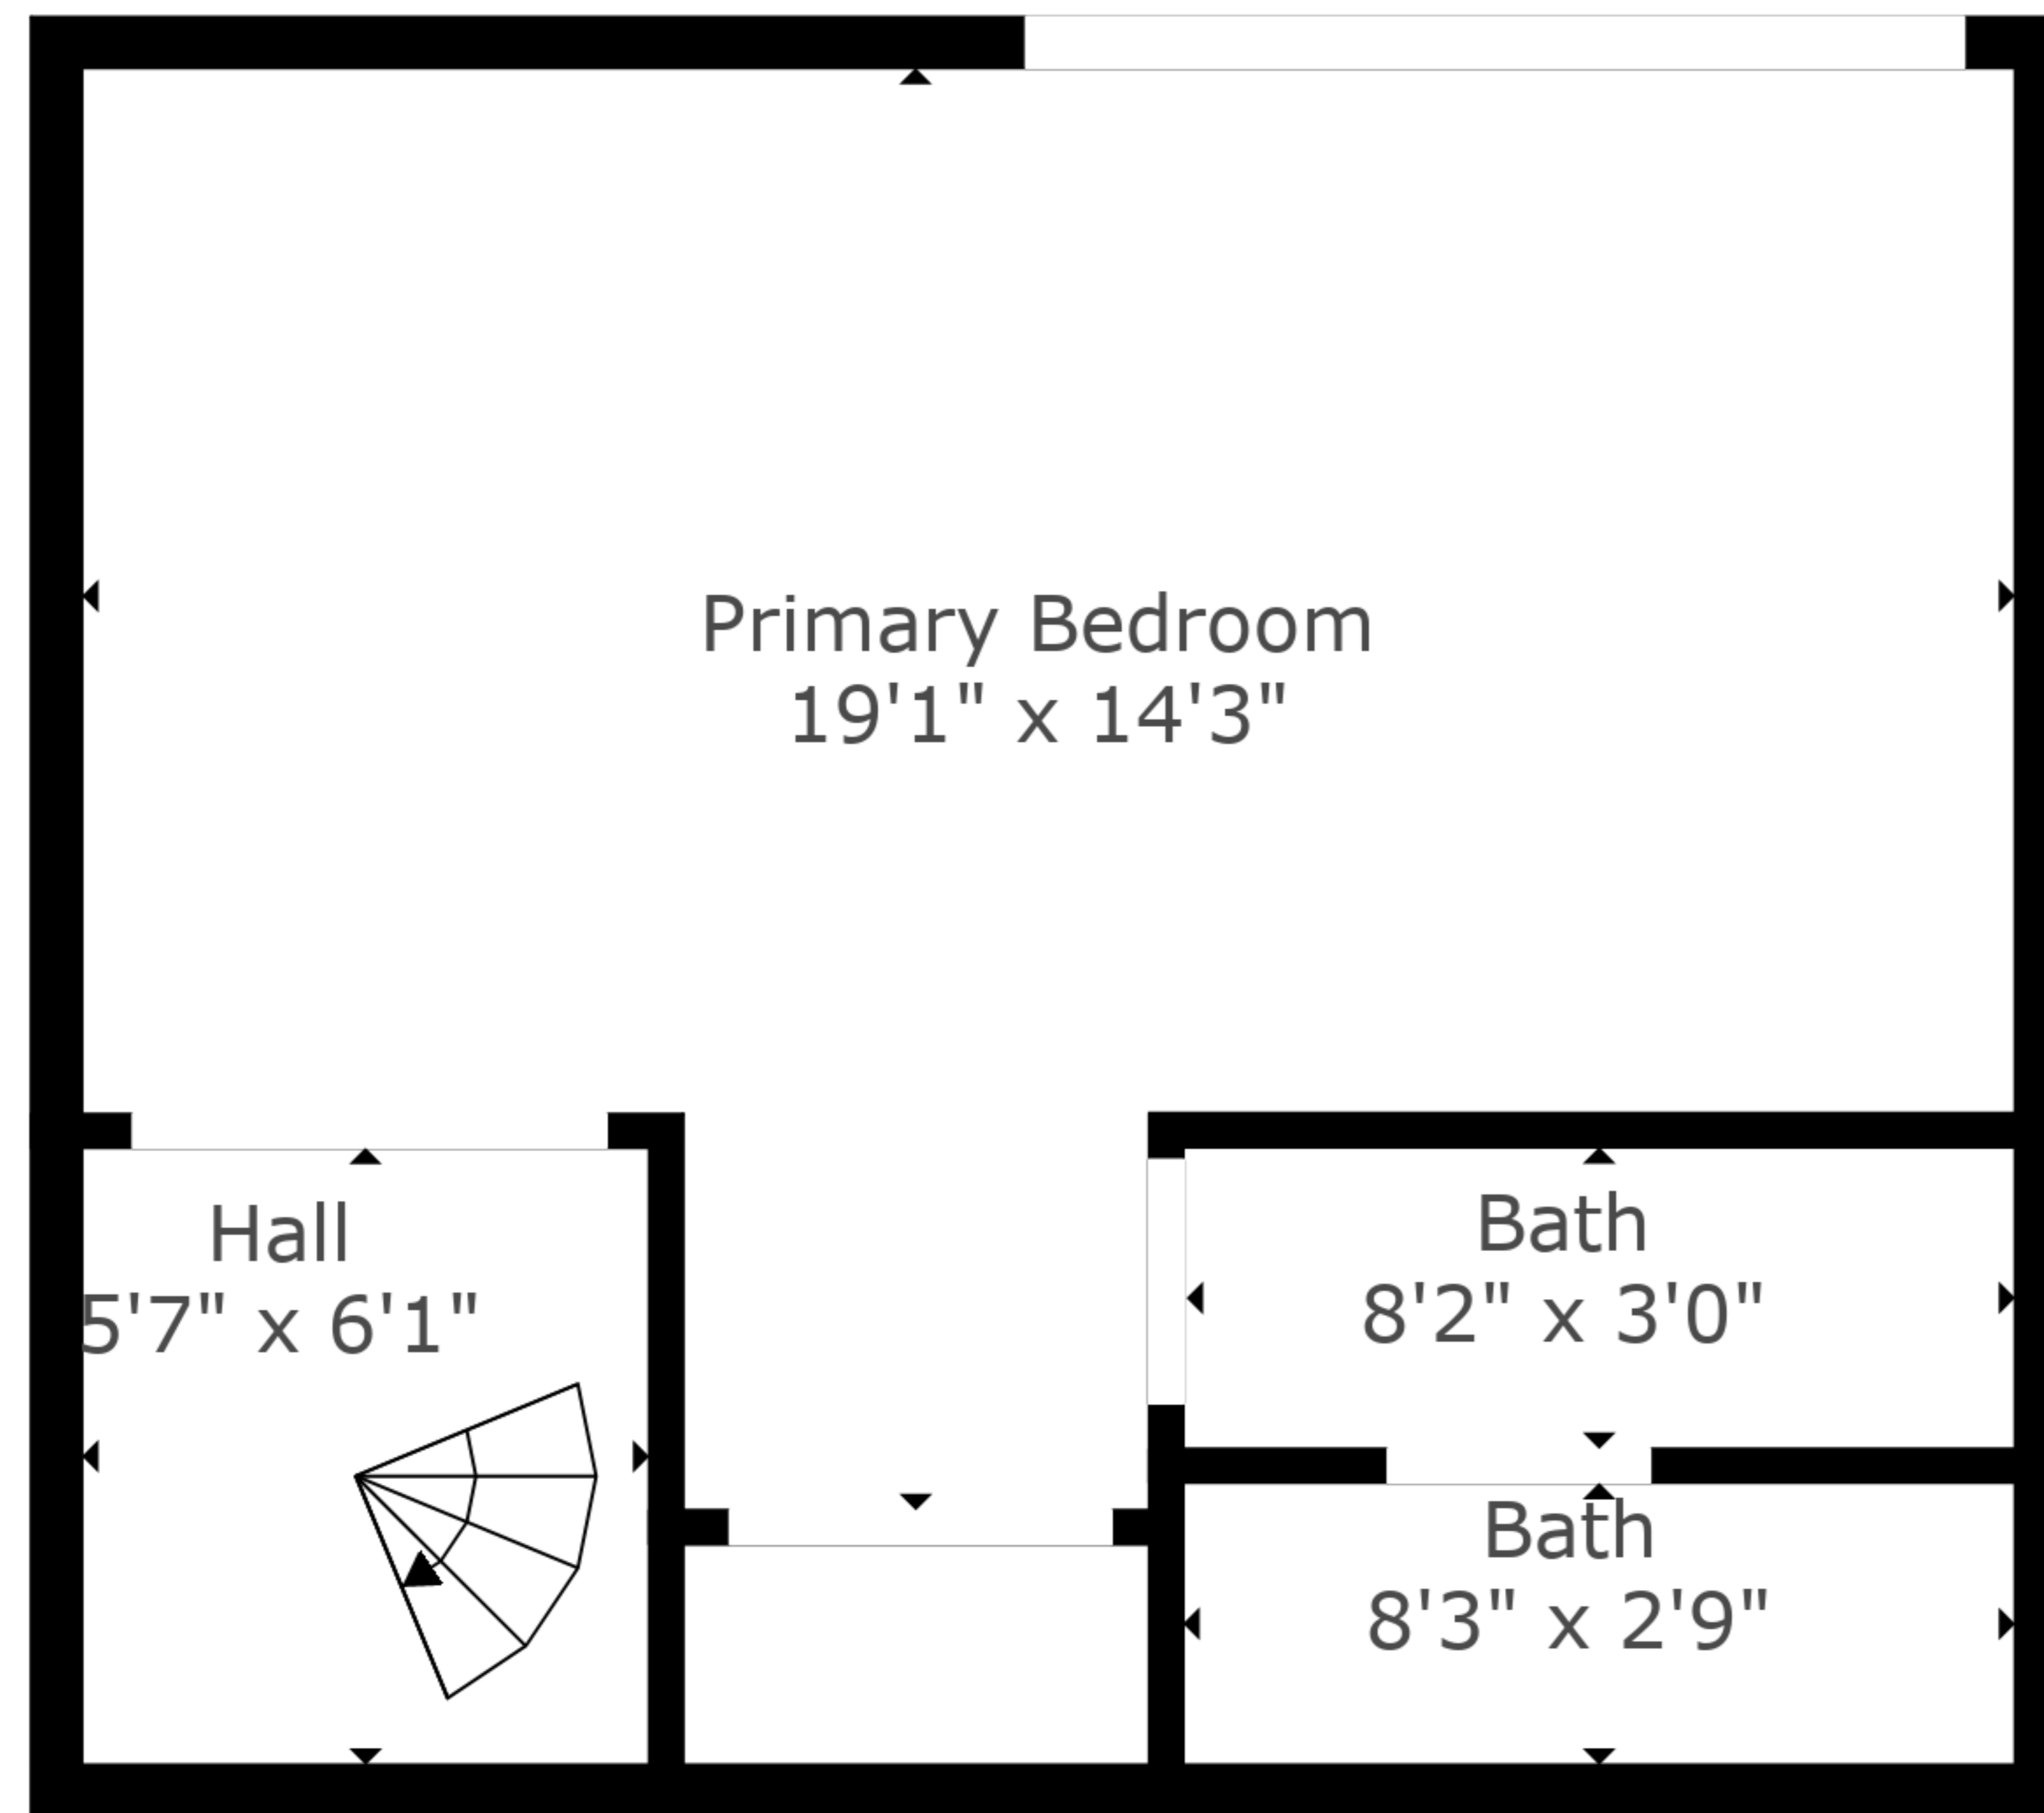 Primary Bedroom
19'1" x 14'3"
Hall
5'7" x 6'1"
Bath
8'2" x 3'0"
Bath
8'3" x 2'9"